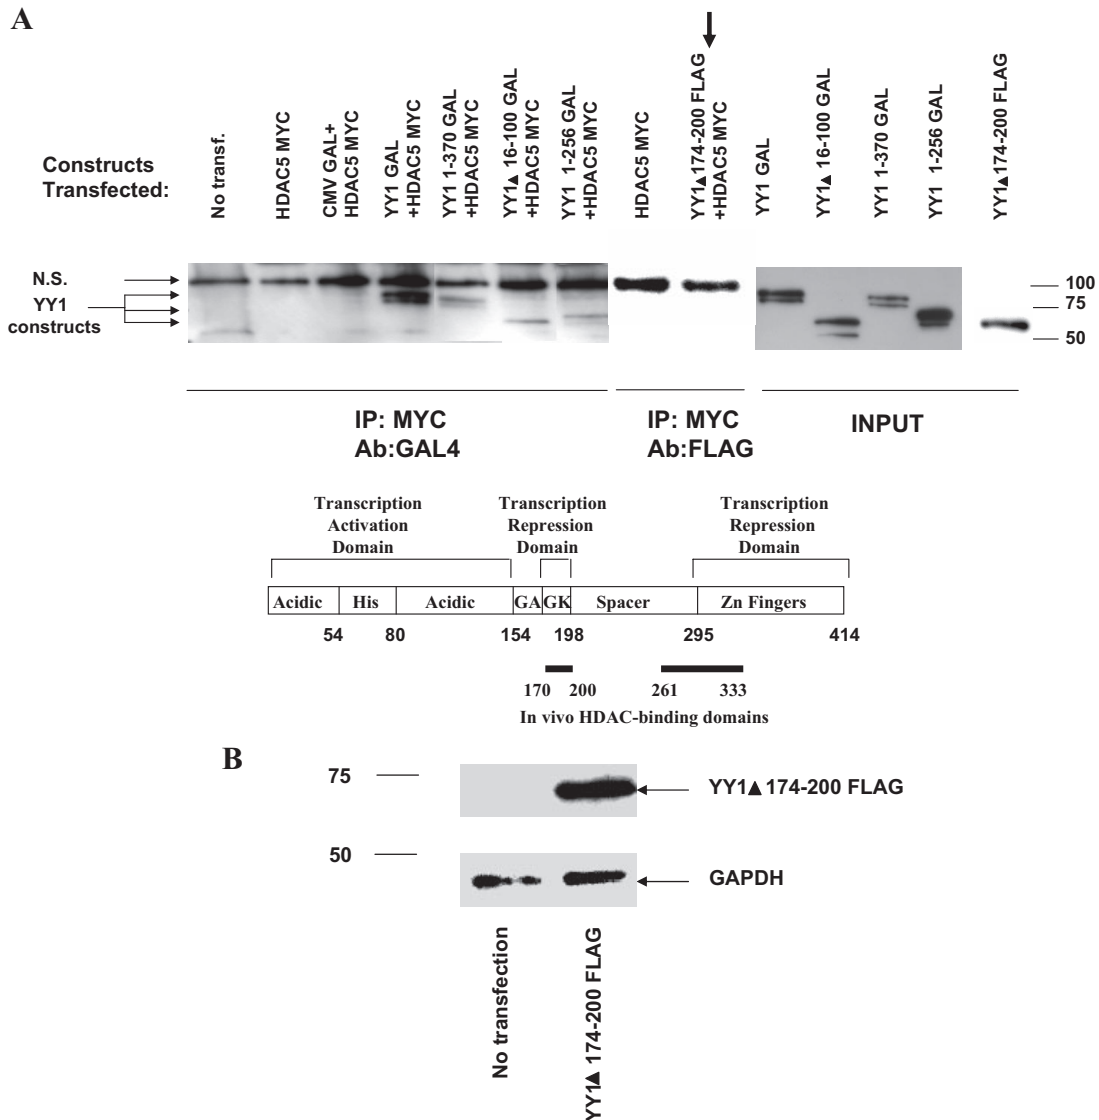 A
Constructs
Transfected:
No transf.
HDAC5 MYC
CMV GAL+
HDAC5 MYC
YY1 GAL
+HDAC5 MYC
YY1 1-370 GAL
+HDAC5 MYC
YY1▲ 16-100 GAL
+HDAC5 MYC
YY1 1-256 GAL
+HDAC5 MYC
HDAC5 MYC
YY1▲174-200 FLAG
+HDAC5 MYC
YY1 GAL
YY1▲ 16-100 GAL
YY1 1-370 GAL
YY1 1-256 GAL
YY1▲174-200 FLAG
N.S.
YY1
constructs
100
75
50
IP: MYC
Ab:GAL4
IP: MYC
Ab:FLAG
INPUT
Transcription
Activation
Domain
Transcription
Repression
Domain
Transcription
Repression
Domain
Acidic His Acidic GA GK Spacer Zn Fingers
54 80 154 198 295 414
170 200 261 333
In vivo HDAC-binding domains
B
75
YY1▲174-200 FLAG
50
GAPDH
No transfection
YY1▲ 174-200 FLAG